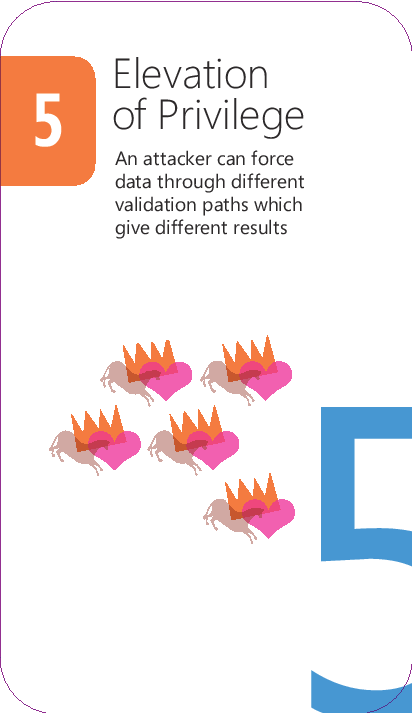 5
Elevation
of Privilege
An attacker can force
data through different
validation paths which
give different results
5